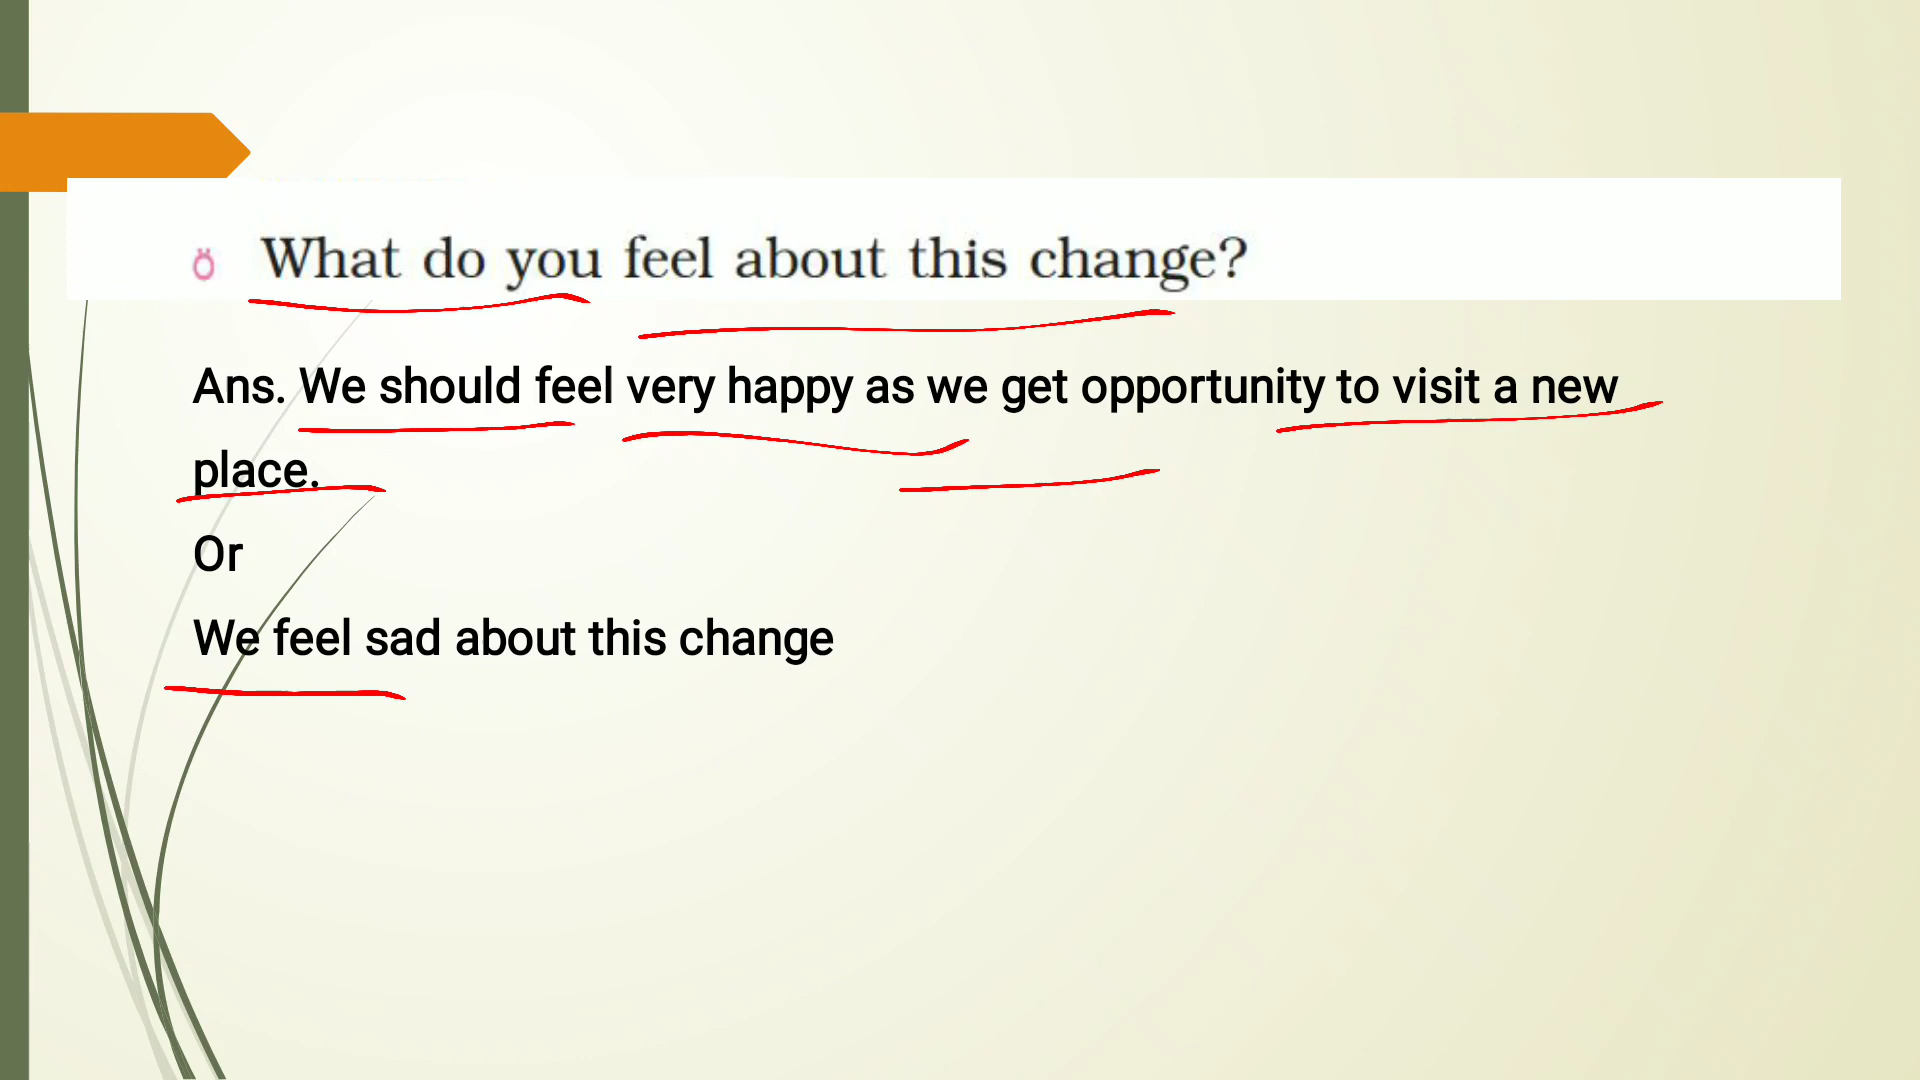 What do you feel about this change?
Ans. We should feel very happy as we get opportunity to visit a new
place.
Or
We feel sad about this change